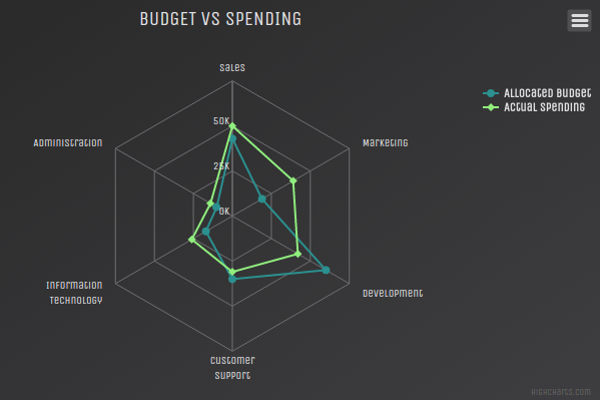 BUDGET VS SPENDING
Sales
Allocated Budget
Actual Spending
50K
Administration
Marketing
25K
0K
Information
Technology
Development
Customer
Support
Highcharts.com